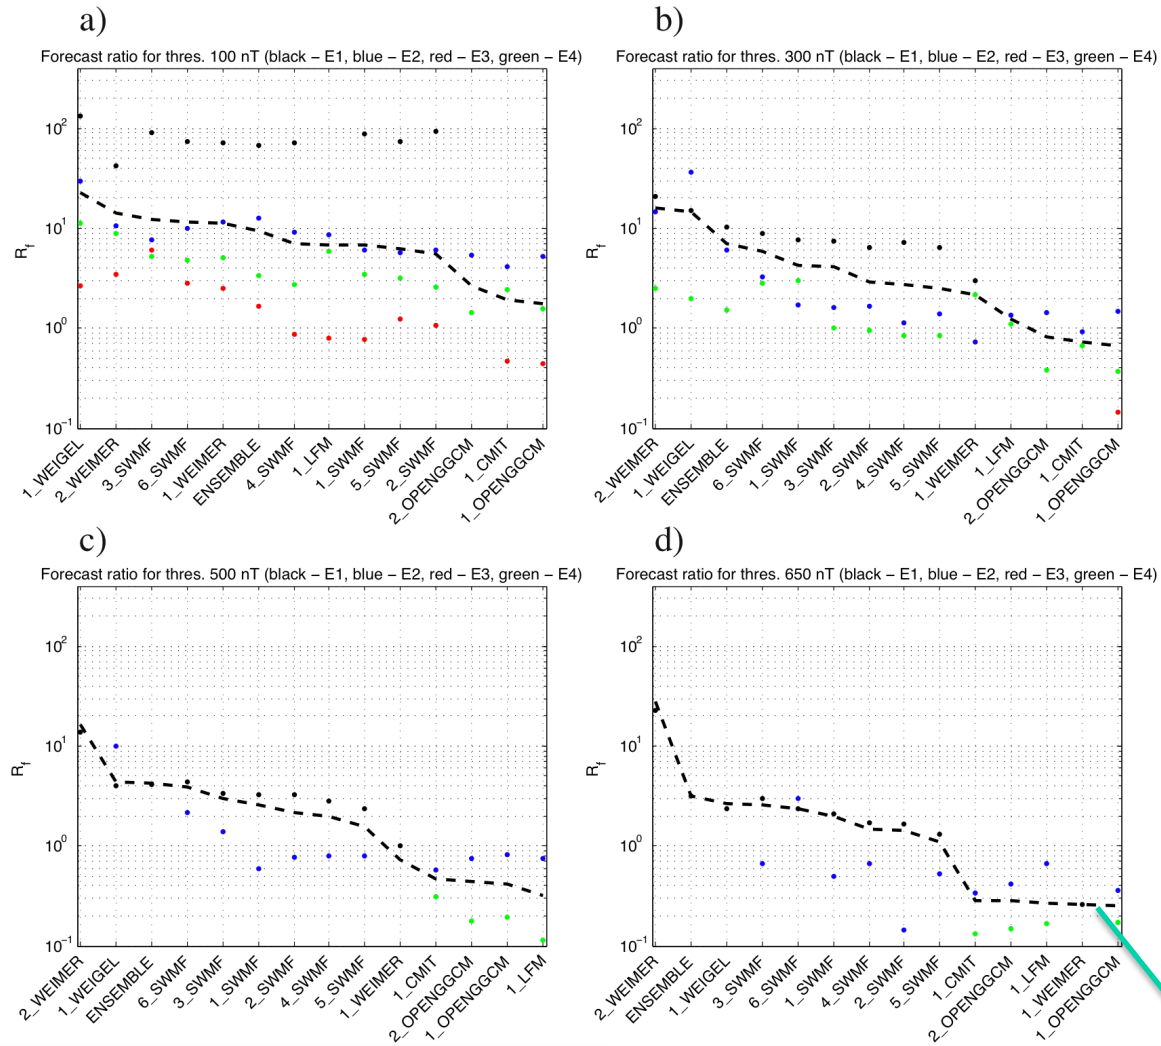 a)
Forecast ratio for thres. 100 nT (black − E1, blue − E2, red − E3, green − E4)
10²
10¹
10⁰
10⁻¹
R_f
1_WEIGEL
2_WEIMER
3_SWMF
6_SWMF
1_WEIMER
ENSEMBLE
4_SWMF
1_LFM
1_SWMF
5_SWMF
2_SWMF
2_OPENGGCM
1_CMIT
1_OPENGGCM
b)
Forecast ratio for thres. 300 nT (black − E1, blue − E2, red − E3, green − E4)
10²
10¹
10⁰
10⁻¹
R_f
2_WEIMER
1_WEIGEL
ENSEMBLE
6_SWMF
1_SWMF
3_SWMF
2_SWMF
4_SWMF
5_SWMF
1_WEIMER
1_LFM
2_OPENGGCM
1_CMIT
1_OPENGGCM
c)
Forecast ratio for thres. 500 nT (black − E1, blue − E2, red − E3, green − E4)
10²
10¹
10⁰
10⁻¹
R_f
2_WEIMER
1_WEIGEL
ENSEMBLE
6_SWMF
3_SWMF
1_SWMF
2_SWMF
4_SWMF
5_SWMF
1_WEIMER
1_CMIT
2_OPENGGCM
1_OPENGGCM
1_LFM
d)
Forecast ratio for thres. 650 nT (black − E1, blue − E2, red − E3, green − E4)
10²
10¹
10⁰
10⁻¹
R_f
2_WEIMER
ENSEMBLE
1_WEIGEL
3_SWMF
6_SWMF
1_SWMF
4_SWMF
2_SWMF
5_SWMF
1_CMIT
2_OPENGGCM
1_LFM
1_WEIMER
1_OPENGGCM